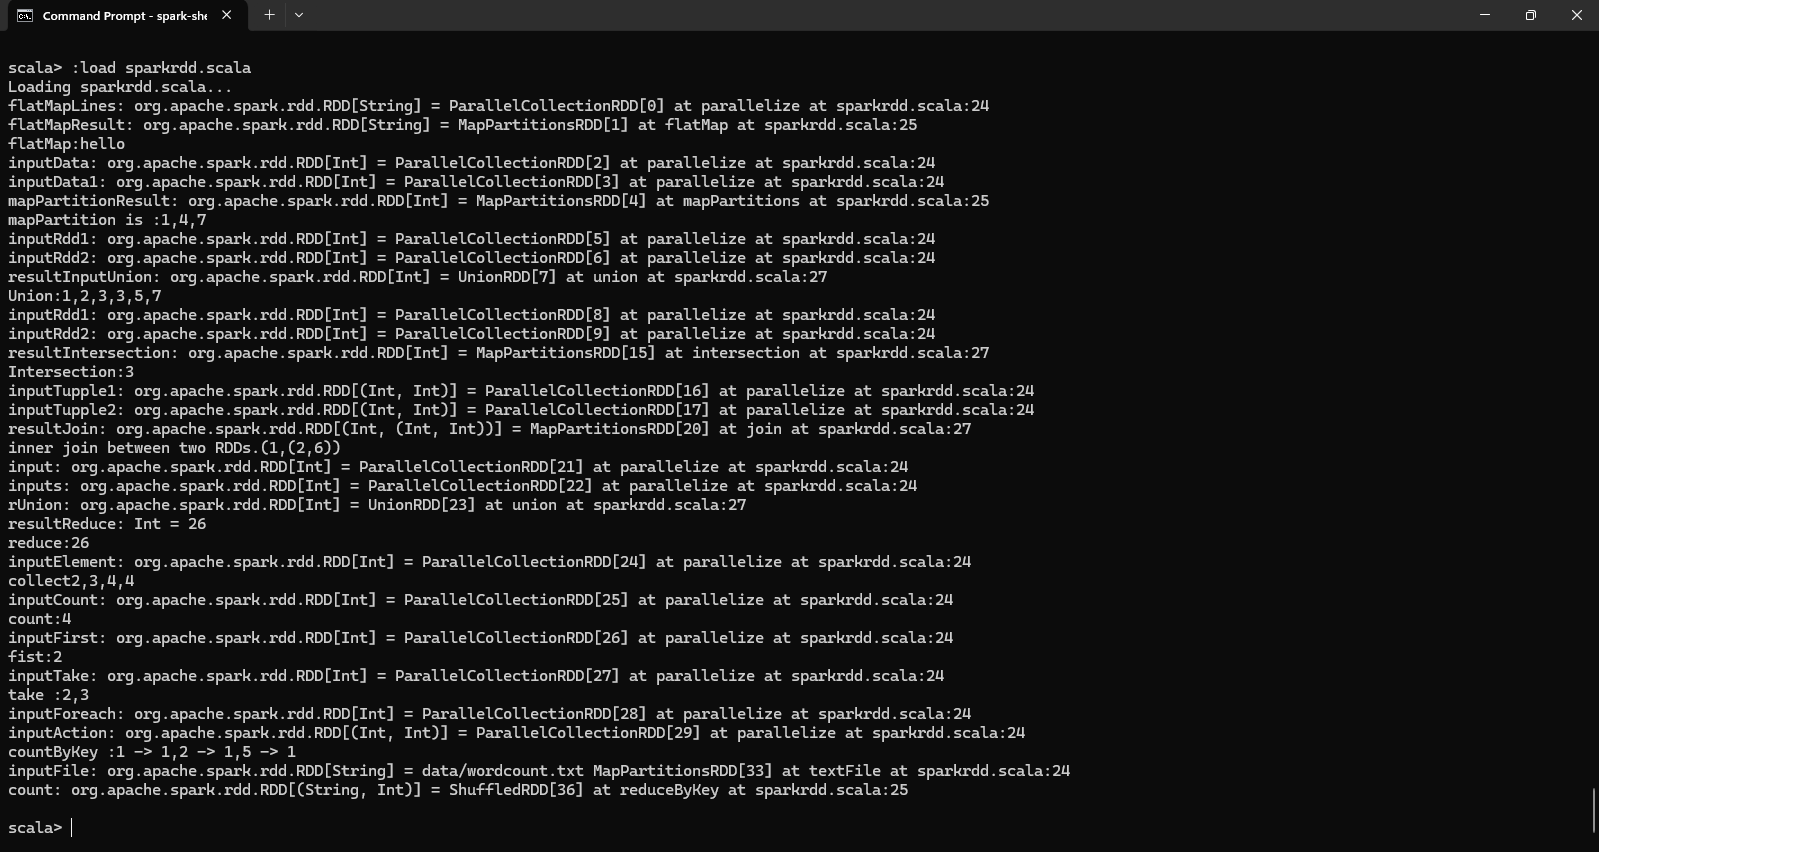 Command Prompt - spark-she
scala> :load sparkrdd.scala
Loading sparkrdd.scala...
flatMapLines: org.apache.spark.rdd.RDD[String] = ParallelCollectionRDD[0] at parallelize at sparkrdd.scala:24
flatMapResult: org.apache.spark.rdd.RDD[String] = MapPartitionsRDD[1] at flatMap at sparkrdd.scala:25
flatMap:hello
inputData: org.apache.spark.rdd.RDD[Int] = ParallelCollectionRDD[2] at parallelize at sparkrdd.scala:24
inputData1: org.apache.spark.rdd.RDD[Int] = ParallelCollectionRDD[3] at parallelize at sparkrdd.scala:24
mapPartitionResult: org.apache.spark.rdd.RDD[Int] = MapPartitionsRDD[4] at mapPartitions at sparkrdd.scala:25
mapPartition is :1,4,7
inputRdd1: org.apache.spark.rdd.RDD[Int] = ParallelCollectionRDD[5] at parallelize at sparkrdd.scala:24
inputRdd2: org.apache.spark.rdd.RDD[Int] = ParallelCollectionRDD[6] at parallelize at sparkrdd.scala:24
resultInputUnion: org.apache.spark.rdd.RDD[Int] = UnionRDD[7] at union at sparkrdd.scala:27
Union:1,2,3,3,5,7
inputRdd1: org.apache.spark.rdd.RDD[Int] = ParallelCollectionRDD[8] at parallelize at sparkrdd.scala:24
inputRdd2: org.apache.spark.rdd.RDD[Int] = ParallelCollectionRDD[9] at parallelize at sparkrdd.scala:24
resultIntersection: org.apache.spark.rdd.RDD[Int] = MapPartitionsRDD[15] at intersection at sparkrdd.scala:27
Intersection:3
inputTupple1: org.apache.spark.rdd.RDD[(Int, Int)] = ParallelCollectionRDD[16] at parallelize at sparkrdd.scala:24
inputTupple2: org.apache.spark.rdd.RDD[(Int, Int)] = ParallelCollectionRDD[17] at parallelize at sparkrdd.scala:24
resultJoin: org.apache.spark.rdd.RDD[(Int, (Int, Int))] = MapPartitionsRDD[20] at join at sparkrdd.scala:27
inner join between two RDDs.(1,(2,6))
input: org.apache.spark.rdd.RDD[Int] = ParallelCollectionRDD[21] at parallelize at sparkrdd.scala:24
inputs: org.apache.spark.rdd.RDD[Int] = ParallelCollectionRDD[22] at parallelize at sparkrdd.scala:24
rUnion: org.apache.spark.rdd.RDD[Int] = UnionRDD[23] at union at sparkrdd.scala:27
resultReduce: Int = 26
reduce:26
inputElement: org.apache.spark.rdd.RDD[Int] = ParallelCollectionRDD[24] at parallelize at sparkrdd.scala:24
collect2,3,4,4
inputCount: org.apache.spark.rdd.RDD[Int] = ParallelCollectionRDD[25] at parallelize at sparkrdd.scala:24
count:4
inputFirst: org.apache.spark.rdd.RDD[Int] = ParallelCollectionRDD[26] at parallelize at sparkrdd.scala:24
fist:2
inputTake: org.apache.spark.rdd.RDD[Int] = ParallelCollectionRDD[27] at parallelize at sparkrdd.scala:24
take :2,3
inputForeach: org.apache.spark.rdd.RDD[Int] = ParallelCollectionRDD[28] at parallelize at sparkrdd.scala:24
inputAction: org.apache.spark.rdd.RDD[(Int, Int)] = ParallelCollectionRDD[29] at parallelize at sparkrdd.scala:24
countByKey :1 -> 1,2 -> 1,5 -> 1
inputFile: org.apache.spark.rdd.RDD[String] = data/wordcount.txt MapPartitionsRDD[33] at textFile at sparkrdd.scala:24
count: org.apache.spark.rdd.RDD[(String, Int)] = ShuffledRDD[36] at reduceByKey at sparkrdd.scala:25
scala>